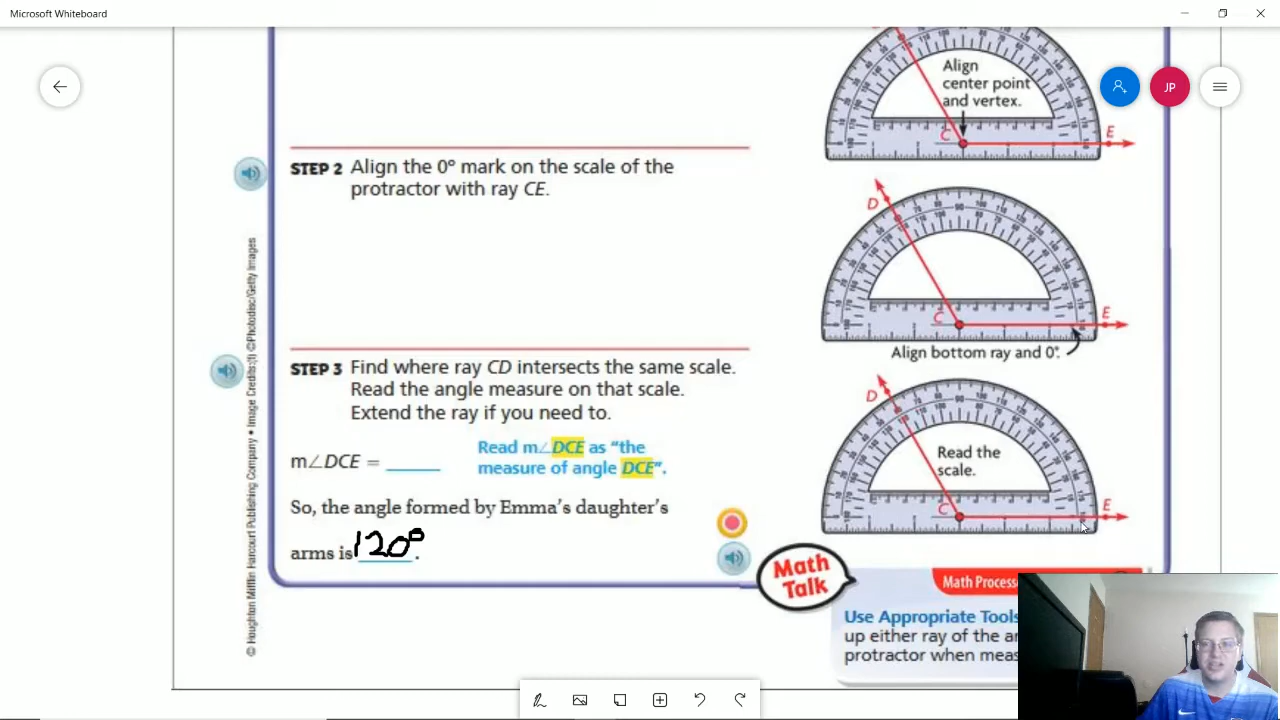 Microsoft Whiteboard
JP
Align
center point
and vertex.
C
E
STEP 2 Align the 0° mark on the scale of the
protractor with ray CE.
D
C
E
Align bottom ray and 0°.
STEP 3 Find where ray CD intersects the same scale.
Read the angle measure on that scale.
Extend the ray if you need to.
m∠DCE =
Read m∠DCE as "the
measure of angle DCE".
D
Read the
scale.
C
E
So, the angle formed by Emma's daughter's
arms is 120°.
© Houghton Mifflin Harcourt Publishing Company • Image Credits:(t) ©Photodisc/Getty Images
Math
Talk
Math Processe
Use Appropriate Tools
up either ray of the an
protractor when meas